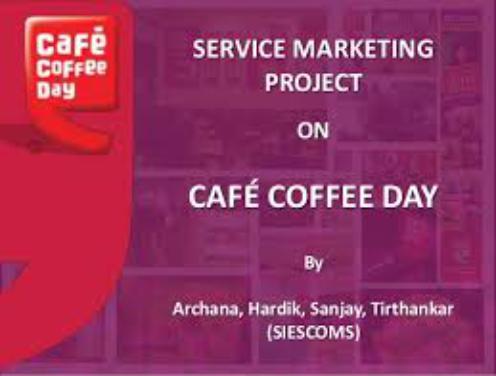 Café
Coffee
Day
SERVICE MARKETING
PROJECT
ON
CAFÉ COFFEE DAY
By
Archana, Hardik, Sanjay, Tirthankar
(SIESCOMS)